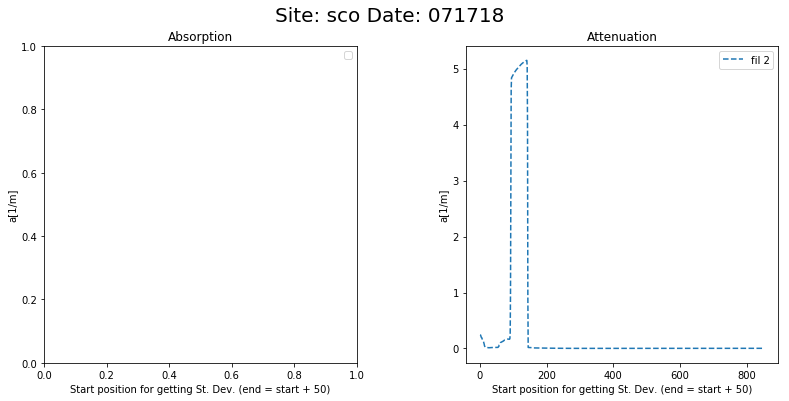 Site: sco Date: 071718
Absorption
1.0
0.8
0.6
0.4
0.2
0.0
a[1/m]
0.0 0.2 0.4 0.6 0.8 1.0
Start position for getting St. Dev. (end = start + 50)
Attenuation
fil 2
5
4
3
2
1
0
a[1/m]
0 200 400 600 800
Start position for getting St. Dev. (end = start + 50)